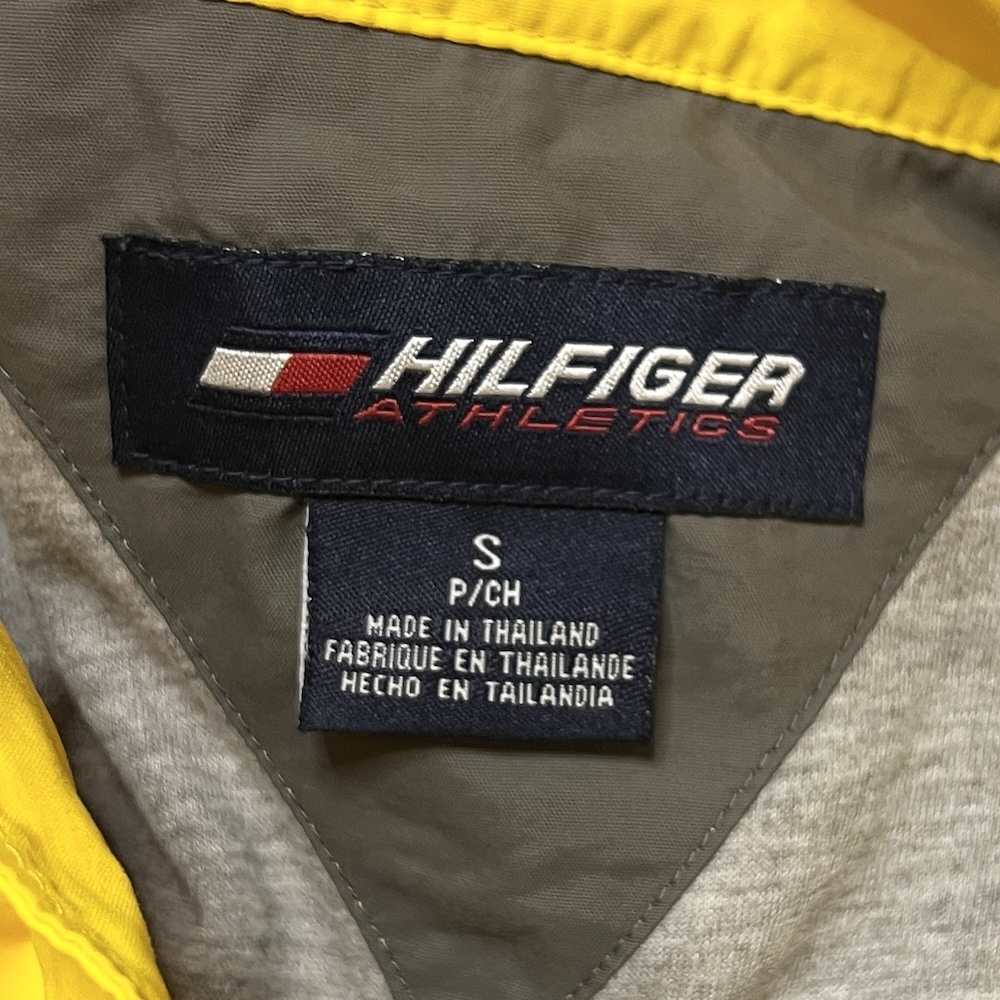 HILFIGER
ATHLETICS
S
P/CH
MADE IN THAILAND
FABRIQUE EN THAILANDE
HECHO EN TAILANDIA